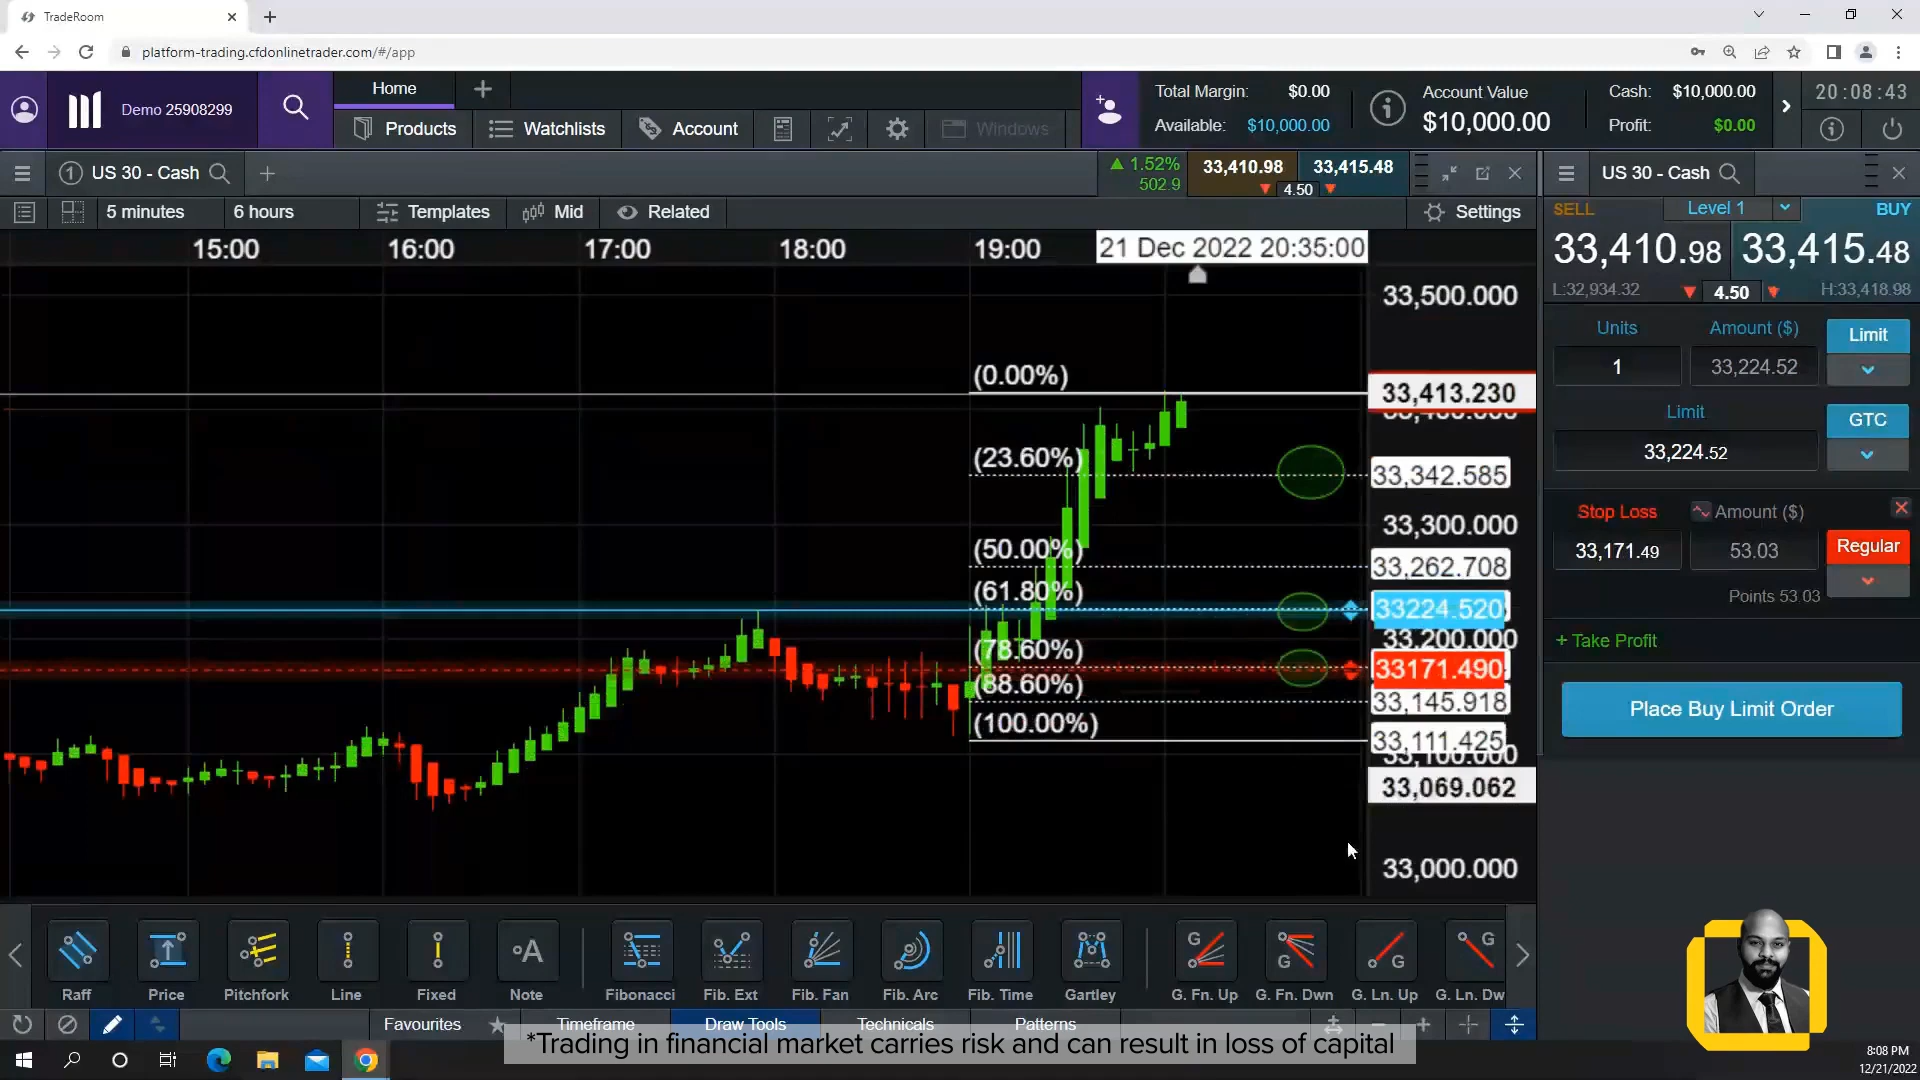 TradeRoom
platform-trading.cfdonlinetrader.com/#/app
Demo 25908299
Home
Products
Watchlists
Account
Windows
Total Margin: $0.00
Available: $10,000.00
Account Value
$10,000.00
Cash: $10,000.00
Profit: $0.00
20:08:43
1 US 30 - Cash
1.52%
502.9
33,410.98
33,415.48
4.50
US 30 - Cash
5 minutes
6 hours
Templates
Mid
Related
Settings
SELL
Level 1
BUY
33,410.98
33,415.48
L:32,934.32
4.50
H:33,418.98
15:00
16:00
17:00
18:00
19:00
21 Dec 2022 20:35:00
33,500.000
(0.00%)
33,413.230
(23.60%)
33,342.585
33,300.000
(50.00%)
33,262.708
(61.80%)
33224.520
33,200.000
(78.60%)
33171.490
(88.60%)
33,145.918
(100.00%)
33,111.425
33,100.000
33,069.062
33,000.000
Units
Amount ($)
Limit
1
33,224.52
Limit
GTC
33,224.52
Stop Loss
Amount ($)
33,171.49
53.03
Regular
Points 53.03
+ Take Profit
Place Buy Limit Order
Raff
Price
Pitchfork
Line
Fixed
A
Note
Fibonacci
Fib. Ext
Fib. Fan
Fib. Arc
Fib. Time
Gartley
G
G. Fn. Up
G
G. Fn. Dwn
G
G. Ln. Up
G
G. Ln. Dw
Favourites
Timeframe
Draw Tools
Technicals
Patterns
*Trading in financial market carries risk and can result in loss of capital
8:08 PM
12/21/2022